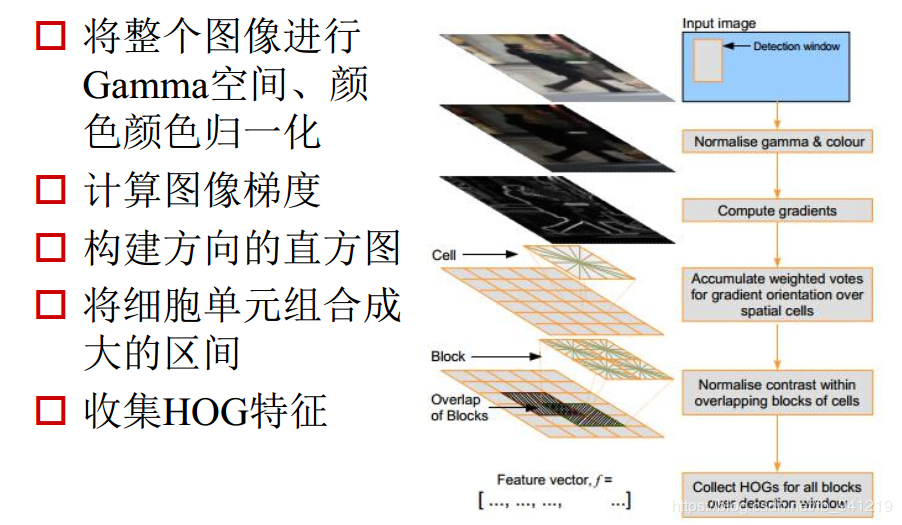 将整个图像进行
Gamma空间、颜
色颜色归一化
计算图像梯度
构建方向的直方图
将细胞单元组合成
大的区间
收集HOG特征
Input image
Detection window
Normalise gamma & colour
Compute gradients
Cell
Accumulate weighted votes
for gradient orientation over
spatial cells
Block
Overlap
of Blocks
Normalise contrast within
overlapping blocks of cells
Feature vector, f =
[ ..., ..., ..., ...]
Collect HOGs for all blocks
over detection window